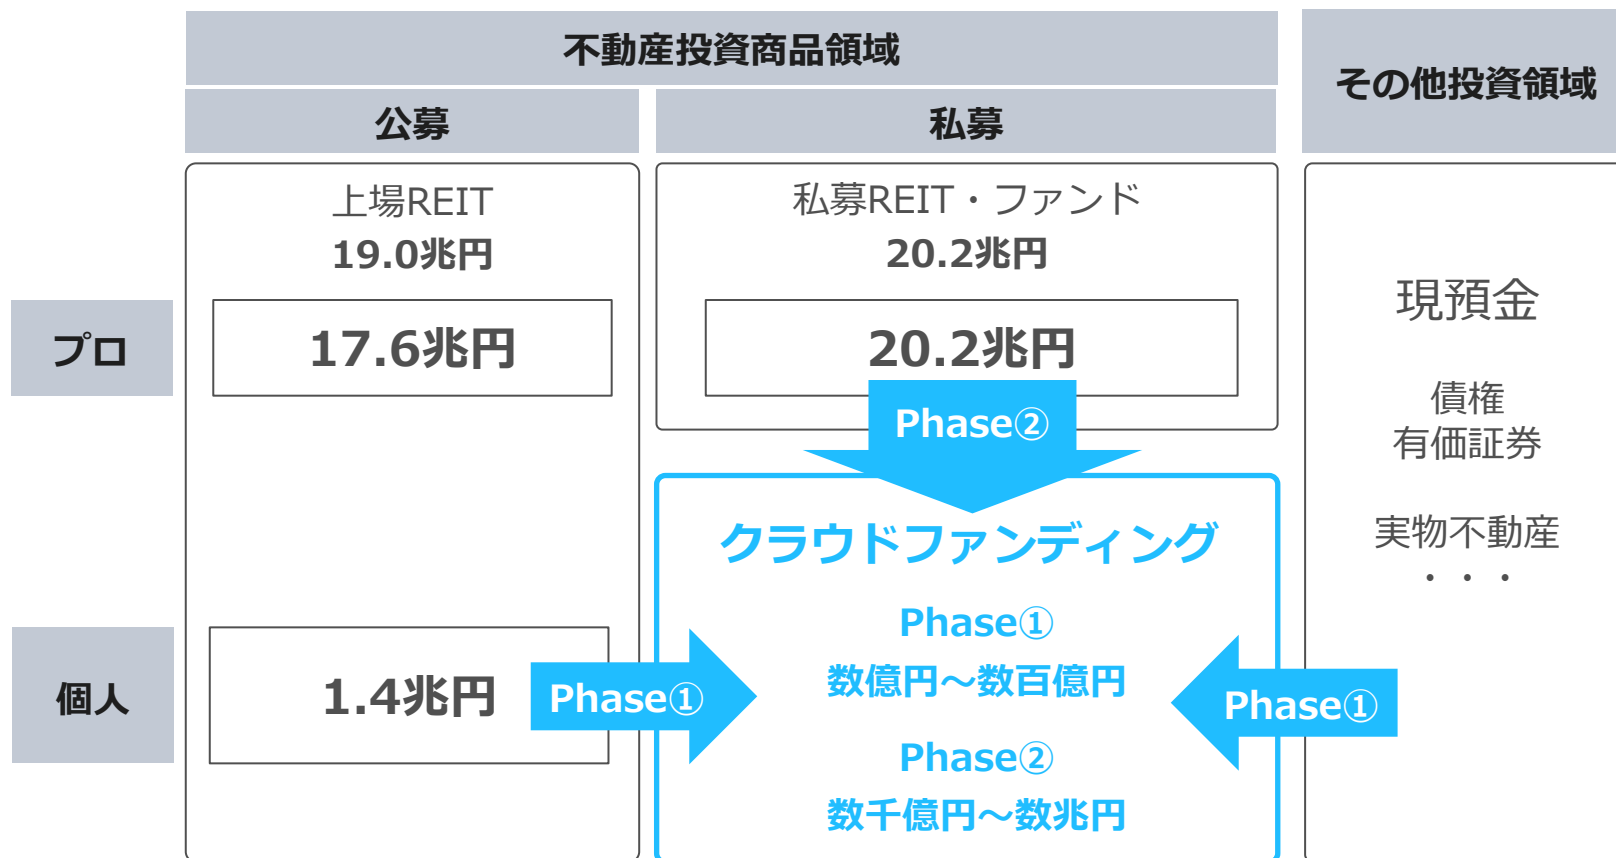 不動産投資商品領域
その他投資領域
公募
私募
上場REIT
19.0兆円
私募REIT・ファンド
20.2兆円
プロ
17.6兆円
20.2兆円
現預金
債権
有価証券
実物不動産
・・・
Phase②
クラウドファンディング
Phase①
数億円～数百億円
Phase②
数千億円～数兆円
個人
1.4兆円
Phase①
Phase①